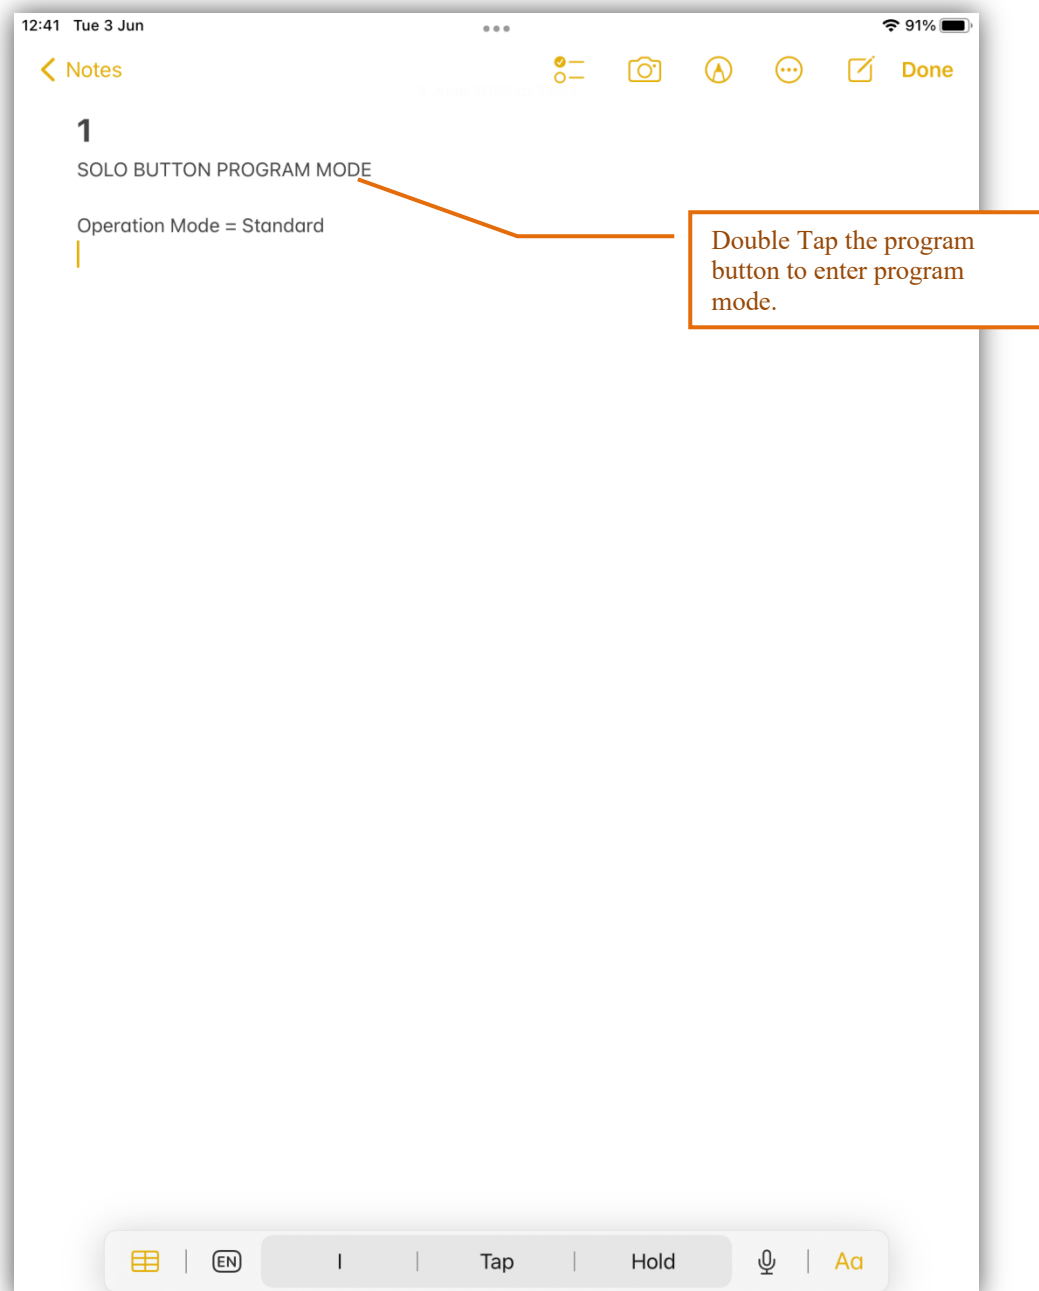 12:41 Tue 3 Jun
91%
Notes
Done
1
SOLO BUTTON PROGRAM MODE
Operation Mode = Standard
Double Tap the program
button to enter program
mode.
EN
I
Tap
Hold
Aa